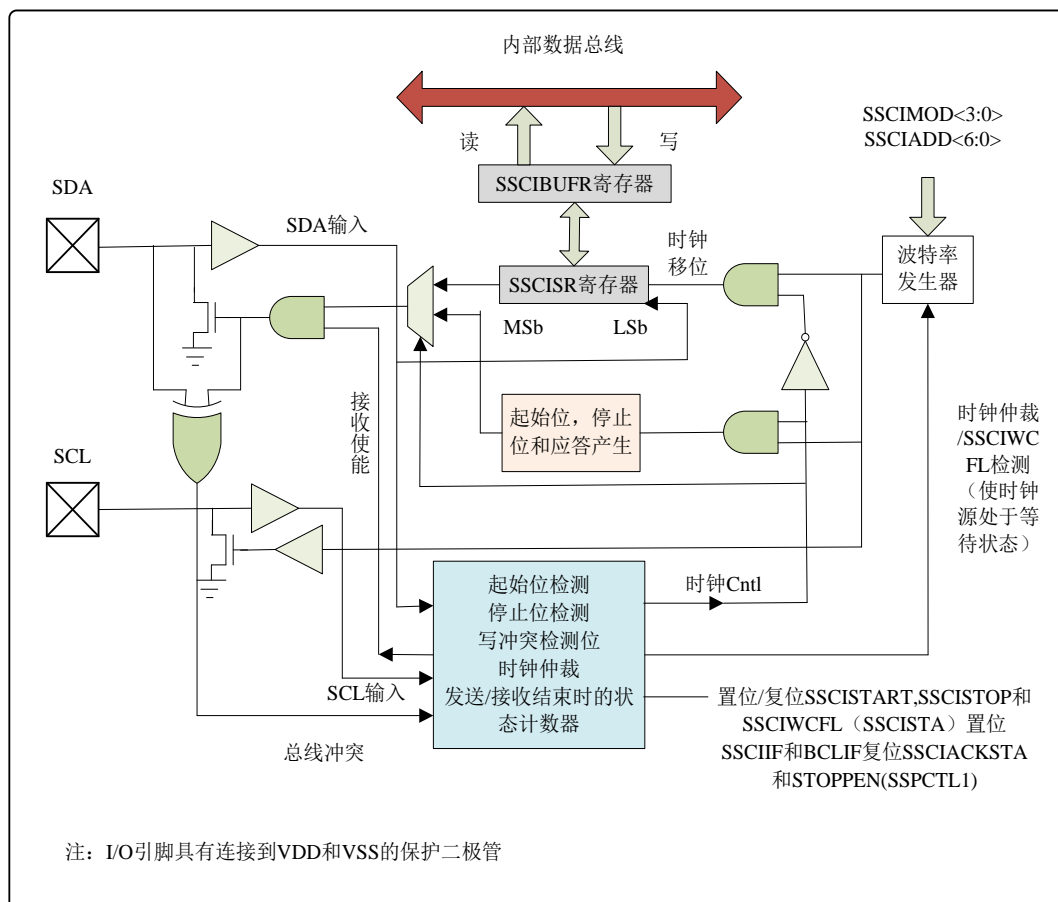 内部数据总线
SSCIMOD<3:0>
SSCIADD<6:0>
读
写
SSCIBUFR寄存器
SDA
SDA输入
时钟
移位
波特率
发生器
SSCISR寄存器
MSb
LSb
接收使能
起始位，停止
位和应答产生
时钟仲裁
/SSCIWC
FL检测
（使时钟
源处于等
待状态）
SCL
起始位检测
停止位检测
写冲突检测位
时钟仲裁
发送/接收结束时的状
态计数器
时钟Cntl
SCL输入
总线冲突
置位/复位SSCISTART,SSCISTOP和
SSCIWCFL（SSCISTA）置位
SSCIIF和BCLIF复位SSCIACKSTA
和STOPPEN(SSPCTL1)
注：I/O引脚具有连接到VDD和VSS的保护二极管